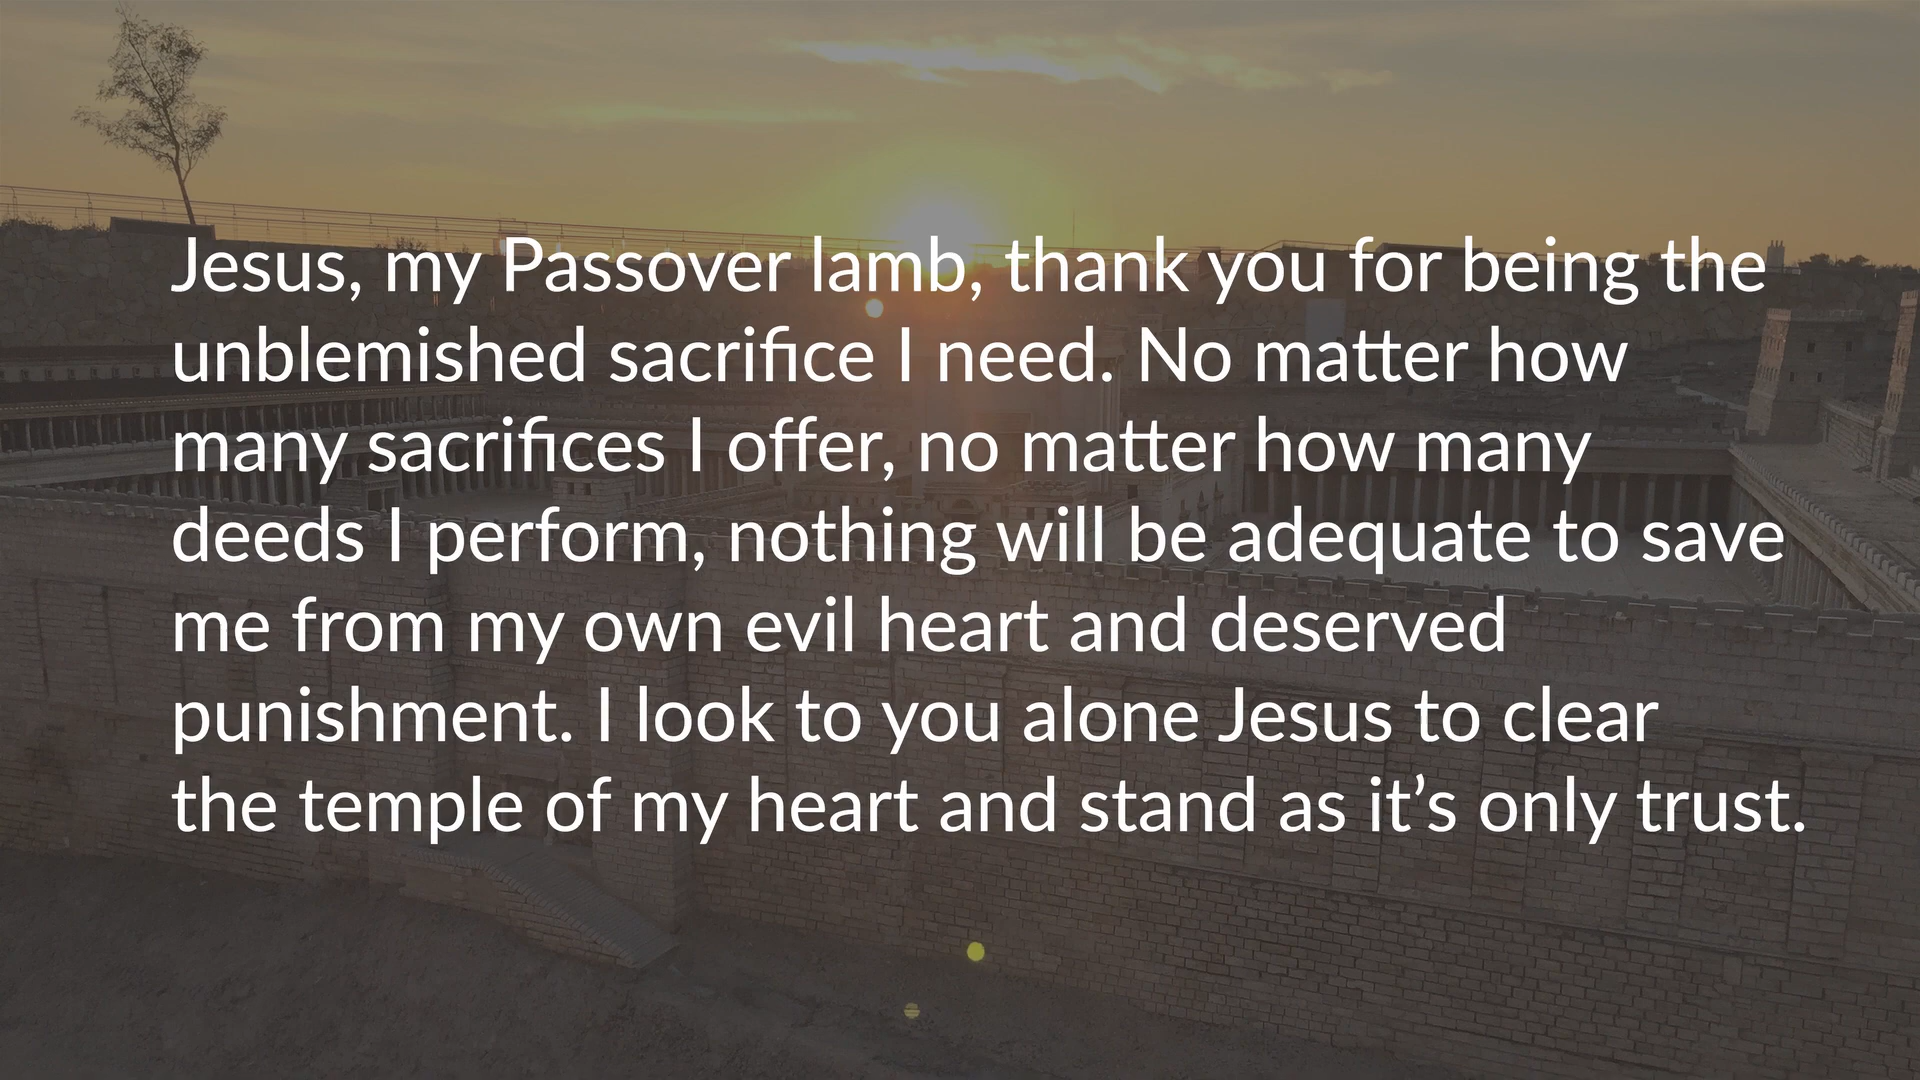 Jesus, my Passover lamb, thank you for being the
unblemished sacrifice I need. No matter how
many sacrifices I offer, no matter how many
deeds I perform, nothing will be adequate to save
me from my own evil heart and deserved
punishment. I look to you alone Jesus to clear
the temple of my heart and stand as it’s only trust.